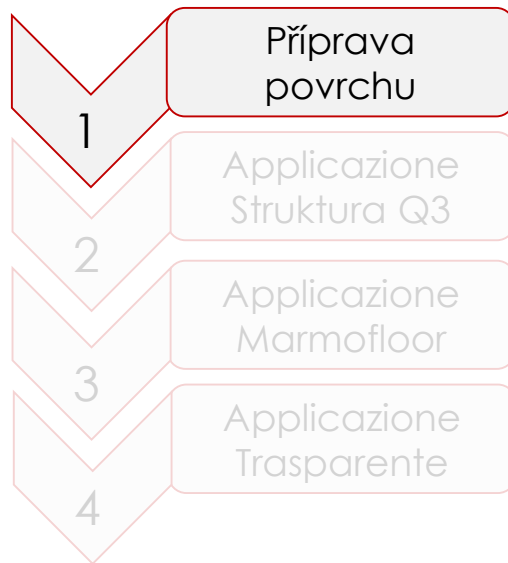 1
Příprava
povrchu
2
Applicazione
Struktura Q3
3
Applicazione
Marmofloor
4
Applicazione
Trasparente